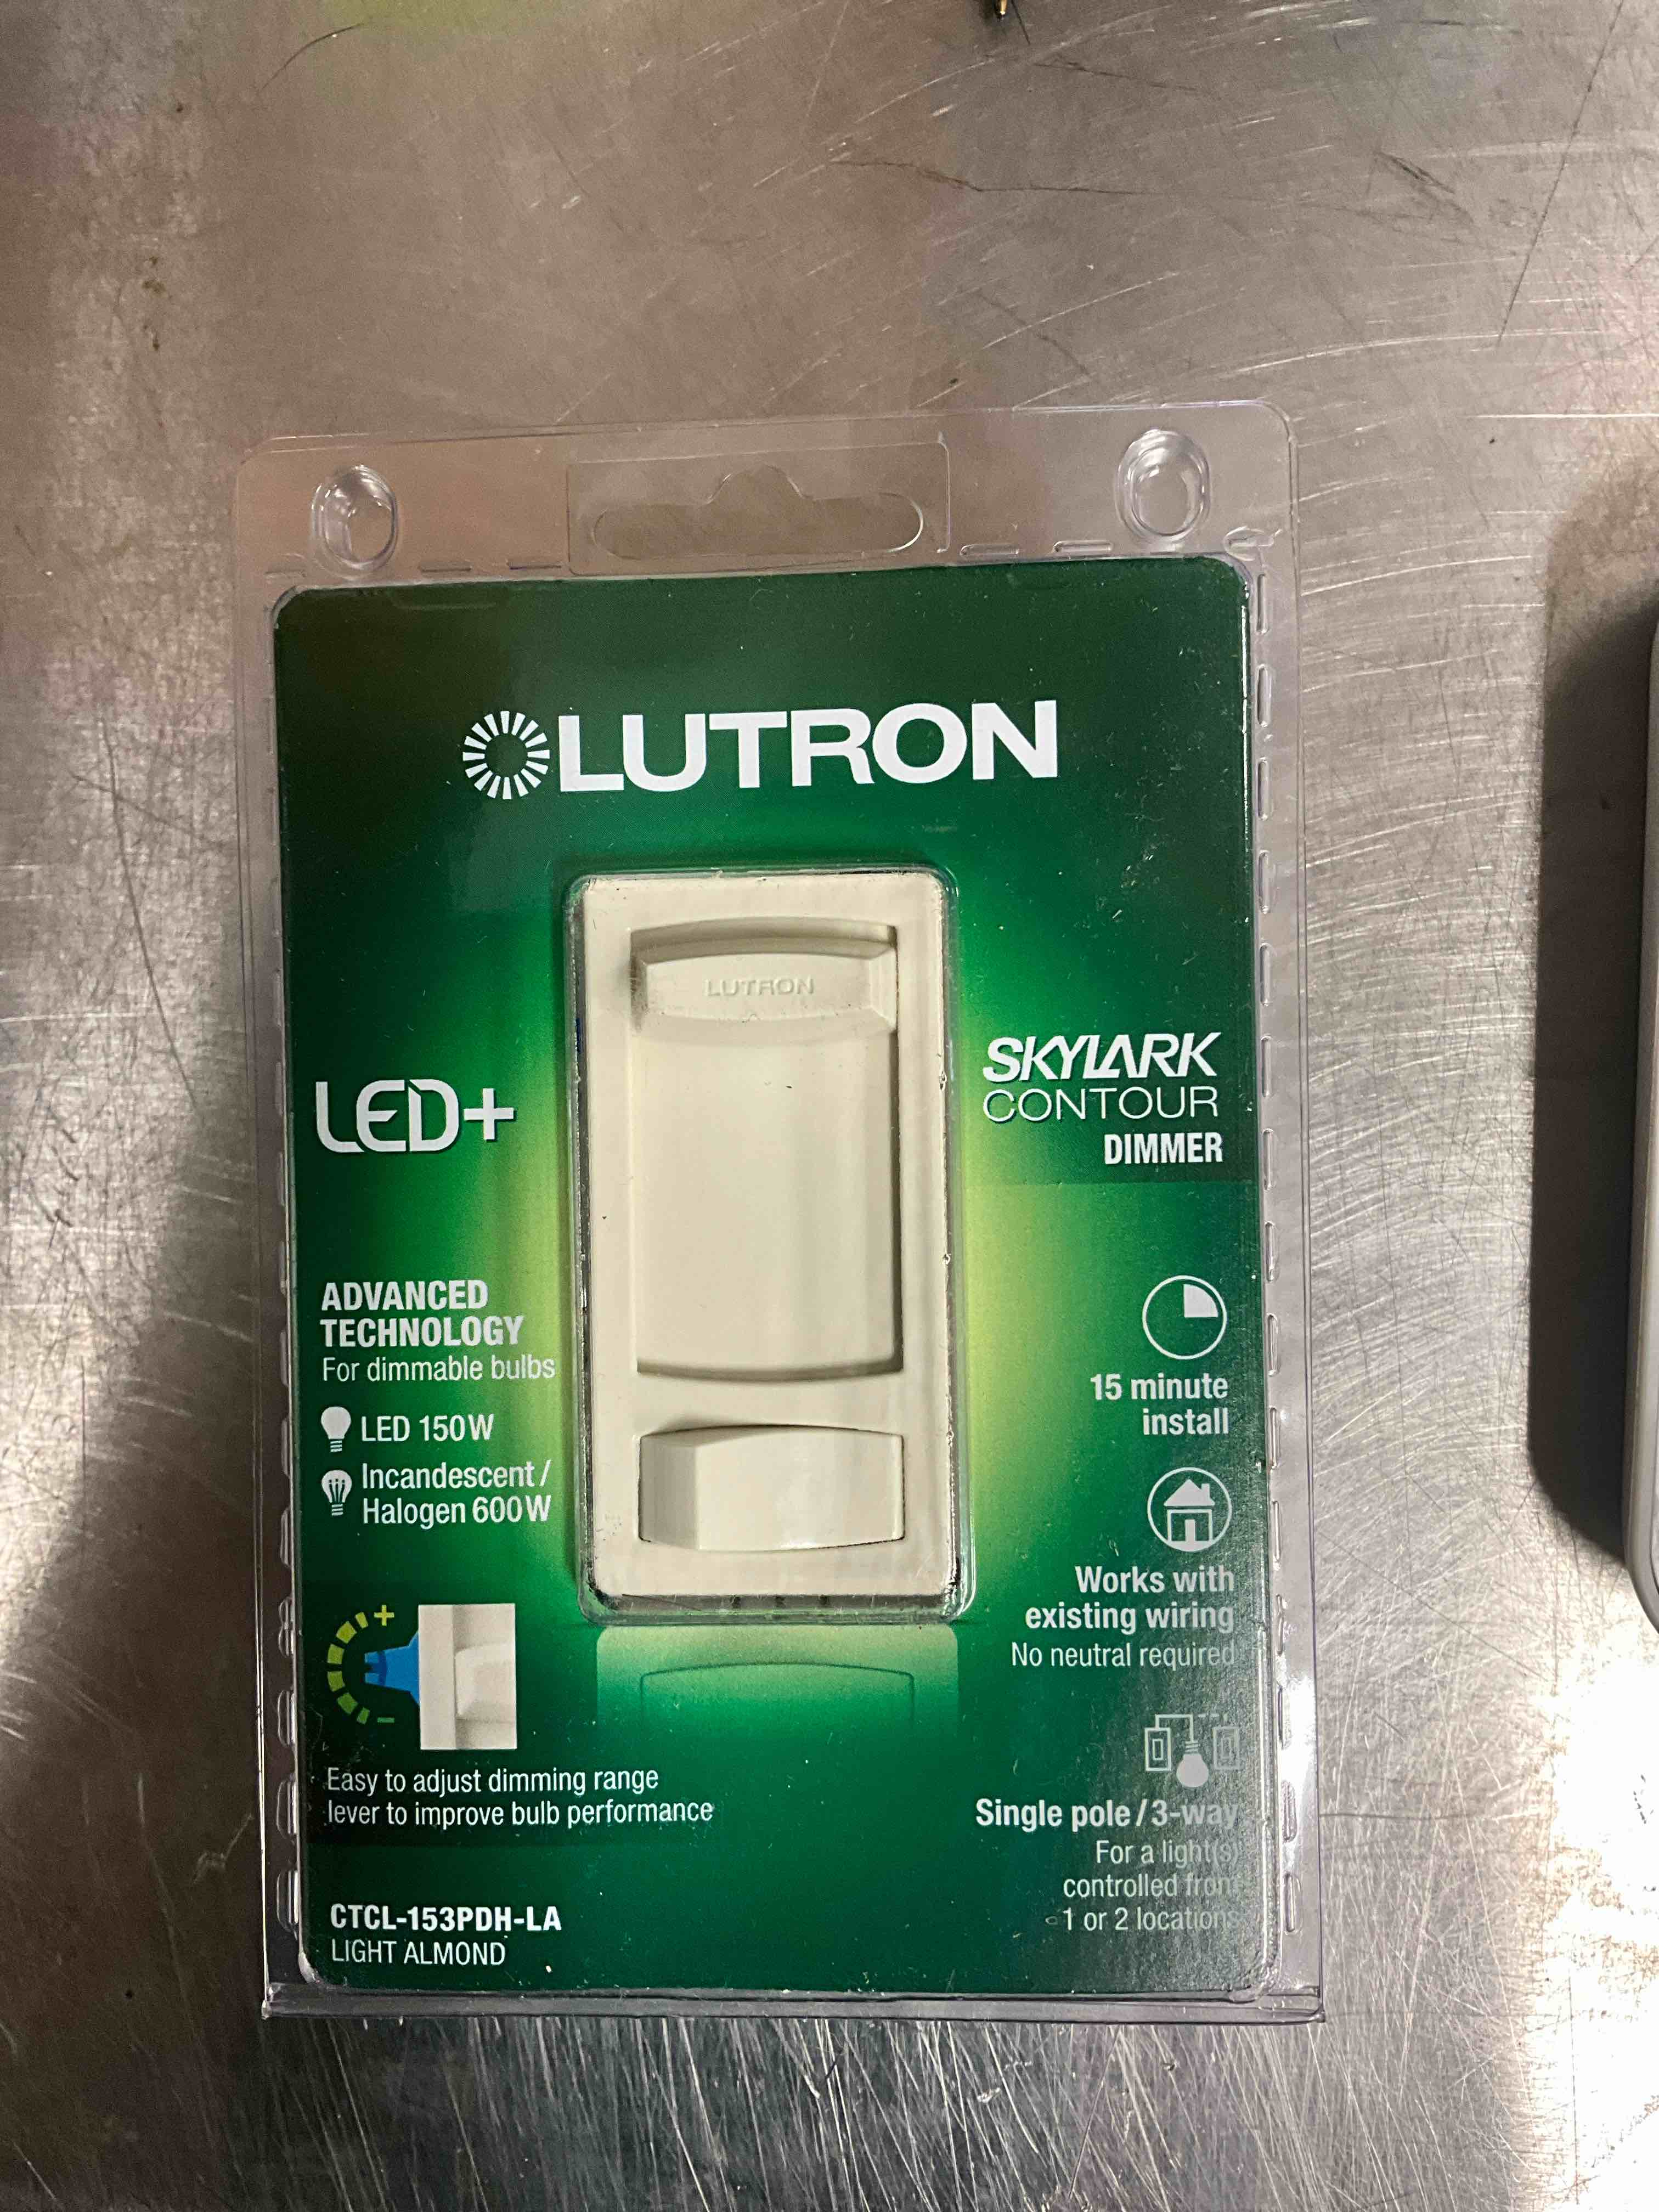 LUTRON
LUTRON
LED+
SKYLARK
CONTOUR
DIMMER
ADVANCED
TECHNOLOGY
For dimmable bulbs
LED 150W
Incandescent /
Halogen 600W
15 minute
install
Works with
existing wiring
No neutral required
+
-
Easy to adjust dimming range
lever to improve bulb performance
Single pole / 3-way
For a light(s)
controlled from
1 or 2 locations
CTCL-153PDH-LA
LIGHT ALMOND